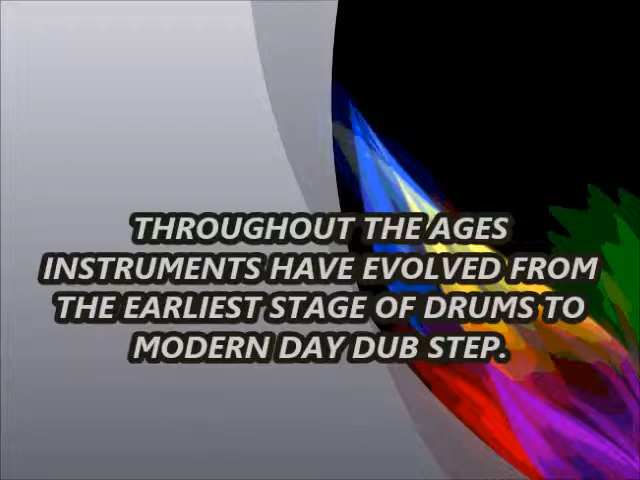 THROUGHOUT THE AGES
INSTRUMENTS HAVE EVOLVED FROM
THE EARLIEST STAGE OF DRUMS TO
MODERN DAY DUB STEP.